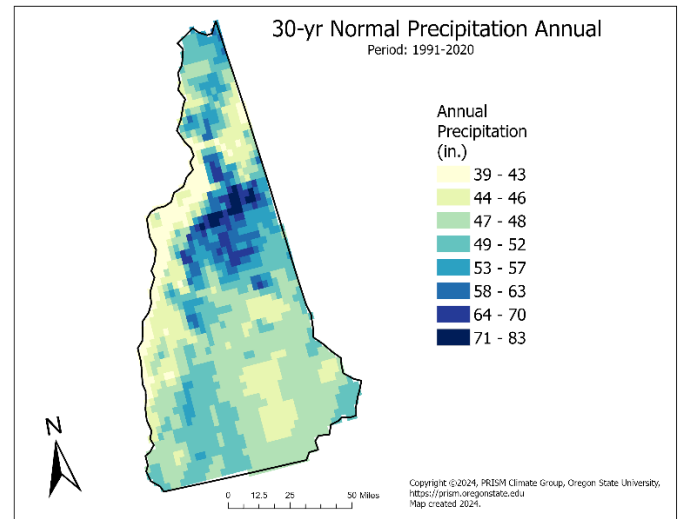 30-yr Normal Precipitation Annual
Period: 1991-2020
Annual
Precipitation
(in.)
39 - 43
44 - 46
47 - 48
49 - 52
53 - 57
58 - 63
64 - 70
71 - 83
N
0 12.5 25 50 Miles
Copyright ©2024, PRISM Climate Group, Oregon State University,
https://prism.oregonstate.edu
Map created 2024.